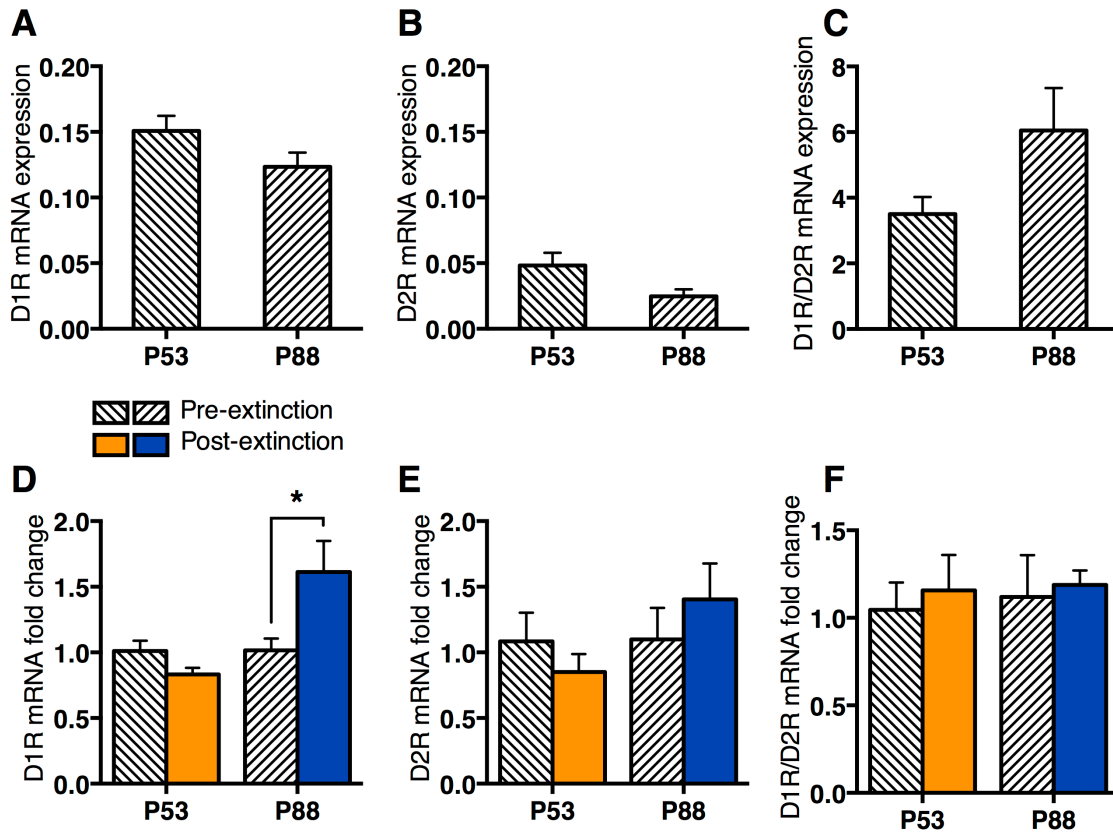 A
D1R mRNA expression
0.20
0.15
0.10
0.05
0.00
P53 P88
B
D2R mRNA expression
0.20
0.15
0.10
0.05
0.00
P53 P88
C
D1R/D2R mRNA expression
8
6
4
2
0
P53 P88
Pre-extinction
Post-extinction
D
D1R mRNA fold change
2.0
1.5
1.0
0.5
0.0
*
P53 P88
E
D2R mRNA fold change
2.0
1.5
1.0
0.5
0.0
P53 P88
F
D1R/D2R mRNA fold change
1.5
1.0
0.5
0.0
P53 P88